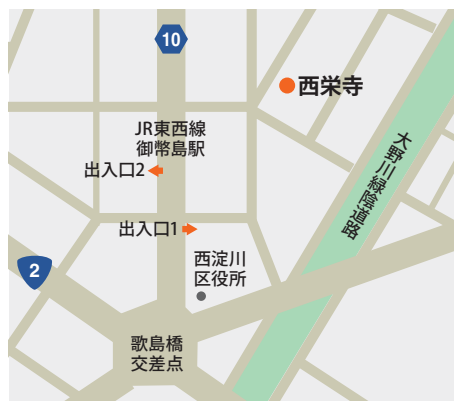 10
西栄寺
JR東西線
御幣島駅
出入口2
大野川緑陰道路
出入口1
西淀川
区役所
2
歌島橋
交差点